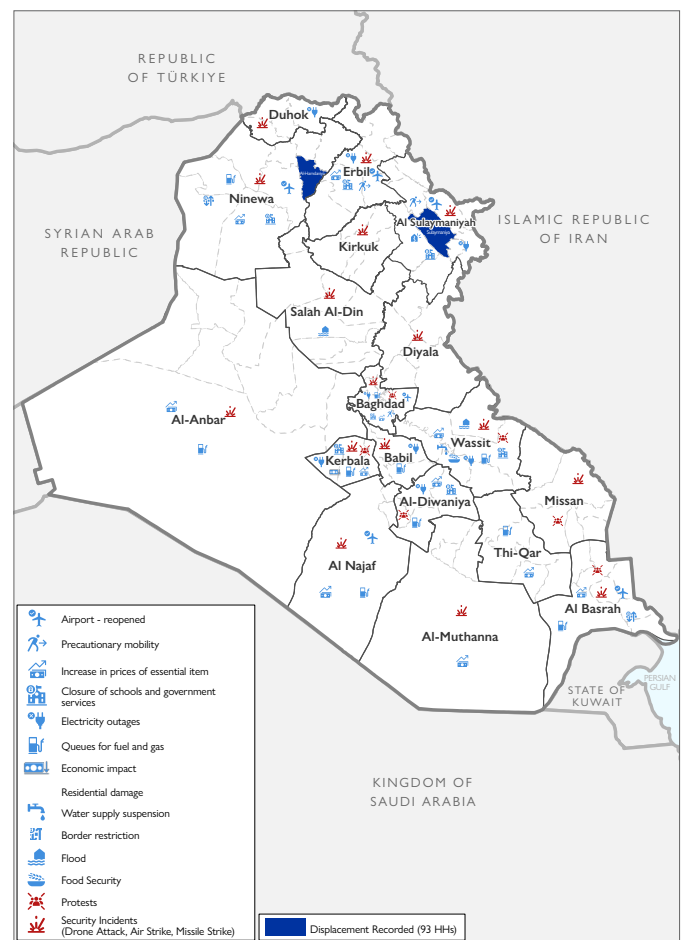 REPUBLIC
OF TÜRKIYE
Duhok
Erbil
Ninewa
Al Sulaymaniyah
ISLAMIC REPUBLIC
OF IRAN
SYRIAN ARAB
REPUBLIC
Kirkuk
Salah Al-Din
Diyala
Baghdad
Al-Anbar
Wassit
Kerbala
Babil
Al-Diwaniya
Missan
Thi-Qar
Al Najaf
Al Basrah
Al-Muthanna
PERSIAN
GULF
STATE OF
KUWAIT
KINGDOM OF
SAUDI ARABIA
Airport - reopened
Precautionary mobility
Increase in prices of essential item
Closure of schools and government
services
Electricity outages
Queues for fuel and gas
Economic impact
Residential damage
Water supply suspension
Border restriction
Flood
Food Security
Protests
Security Incidents
(Drone Attack, Air Strike, Missile Strike)
Displacement Recorded (93 HHs)